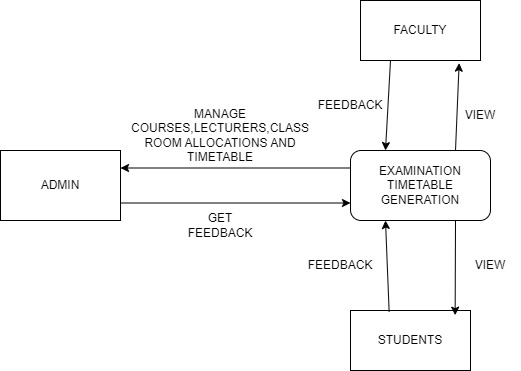 FACULTY
FEEDBACK
VIEW
MANAGE
COURSES,LECTURERS,CLASS
ROOM ALLOCATIONS AND
TIMETABLE
ADMIN
EXAMINATION
TIMETABLE
GENERATION
GET
FEEDBACK
FEEDBACK
VIEW
STUDENTS